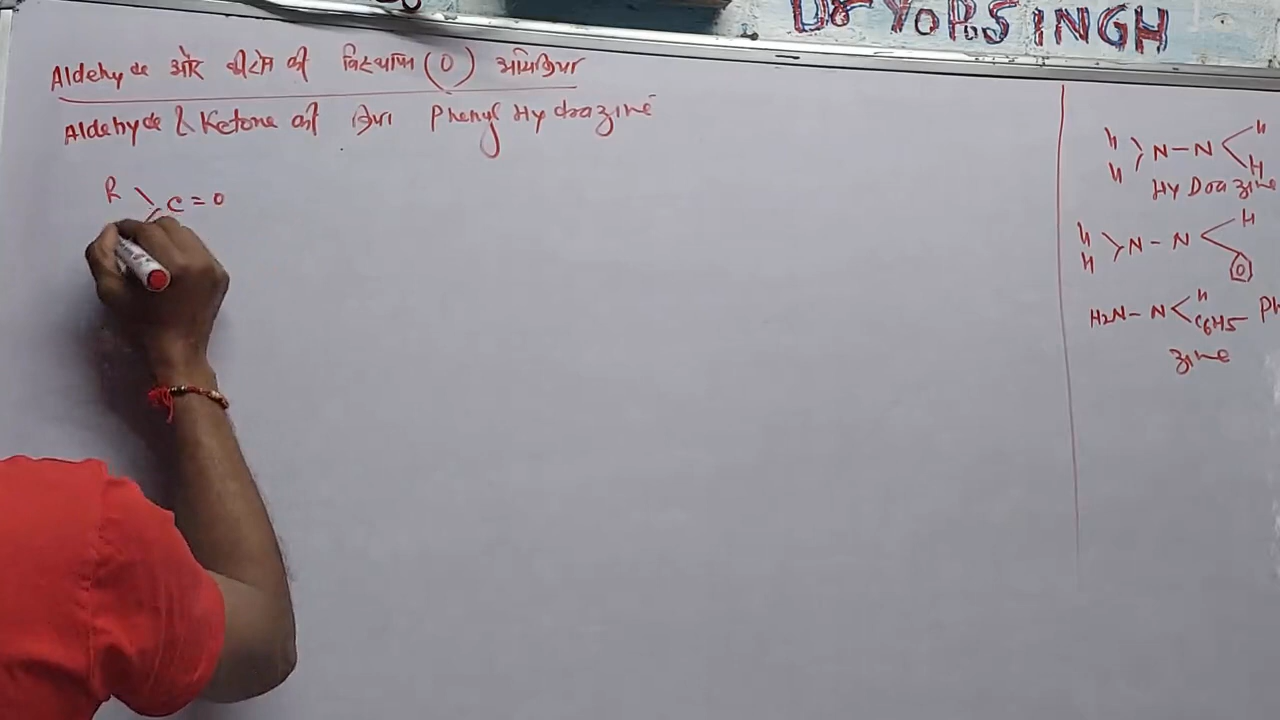 Dr YOP.SINGH
Aldehyde और कीटोन की विस्थापन (O) अभिक्रिया
Aldehyde & Ketone की क्रिया Phenyl Hydrazine
R
C = O
H H
N - N
H H
Hydrazine
H H
N - N
H
H2N - N H
C6H5 - Ph
zine